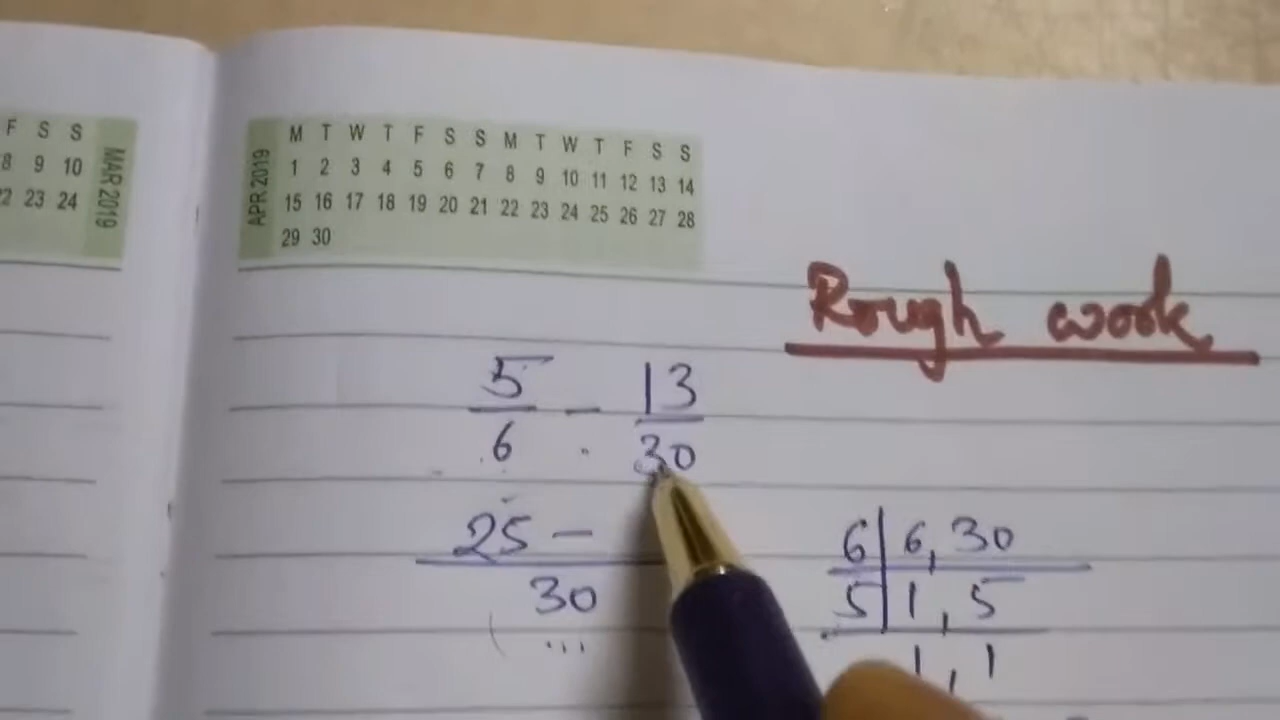 F S S
8 9 10
22 23 24
MAR 2019
APR 2019
M T W T F S S M T W T F S S
1 2 3 4 5 6 7 8 9 10 11 12 13 14
15 16 17 18 19 20 21 22 23 24 25 26 27 28
29 30
Rough work
5/6 - 13/30
25 -
30
6 | 6, 30
5 | 1, 5
1, 1